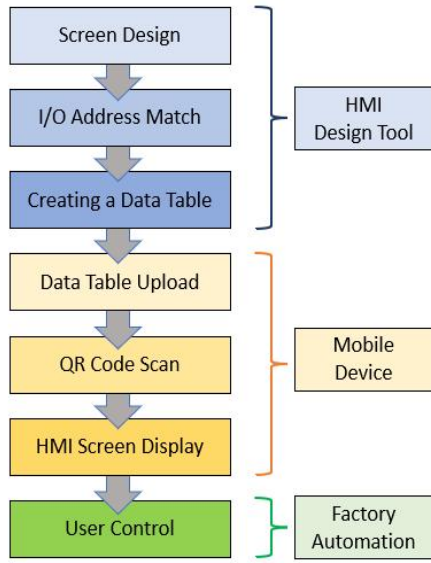 Screen Design
I/O Address Match
Creating a Data Table
HMI
Design Tool
Data Table Upload
QR Code Scan
HMI Screen Display
Mobile
Device
User Control
Factory
Automation